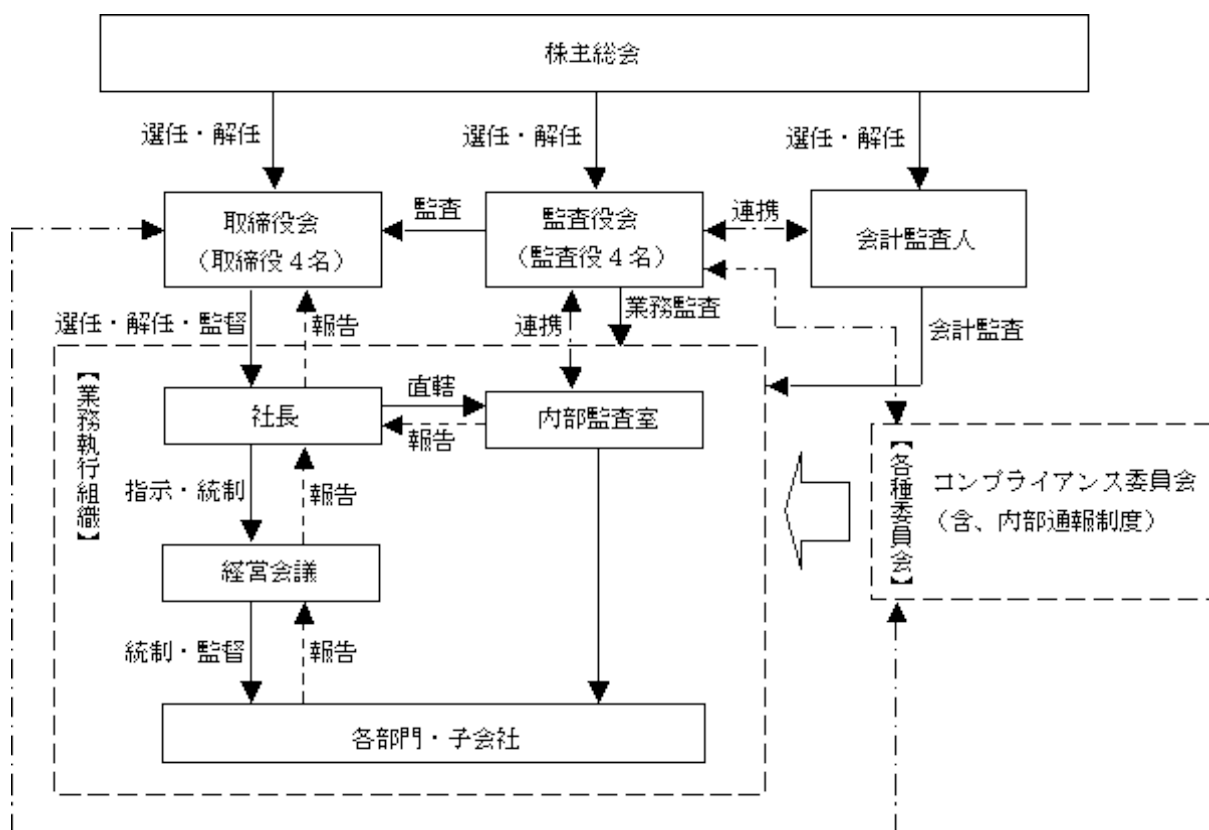 株主総会
選任・解任
選任・解任
選任・解任
取締役会
（取締役４名）
監査
監査役会
（監査役４名）
連携
会計監査人
選任・解任・監督
報告
連携
業務監査
会計監査
【業務執行組織】
社長
直轄
報告
内部監査室
指示・統制
報告
【各種委員会】
コンプライアンス委員会
（含、内部通報制度）
経営会議
統制・監督
報告
各部門・子会社